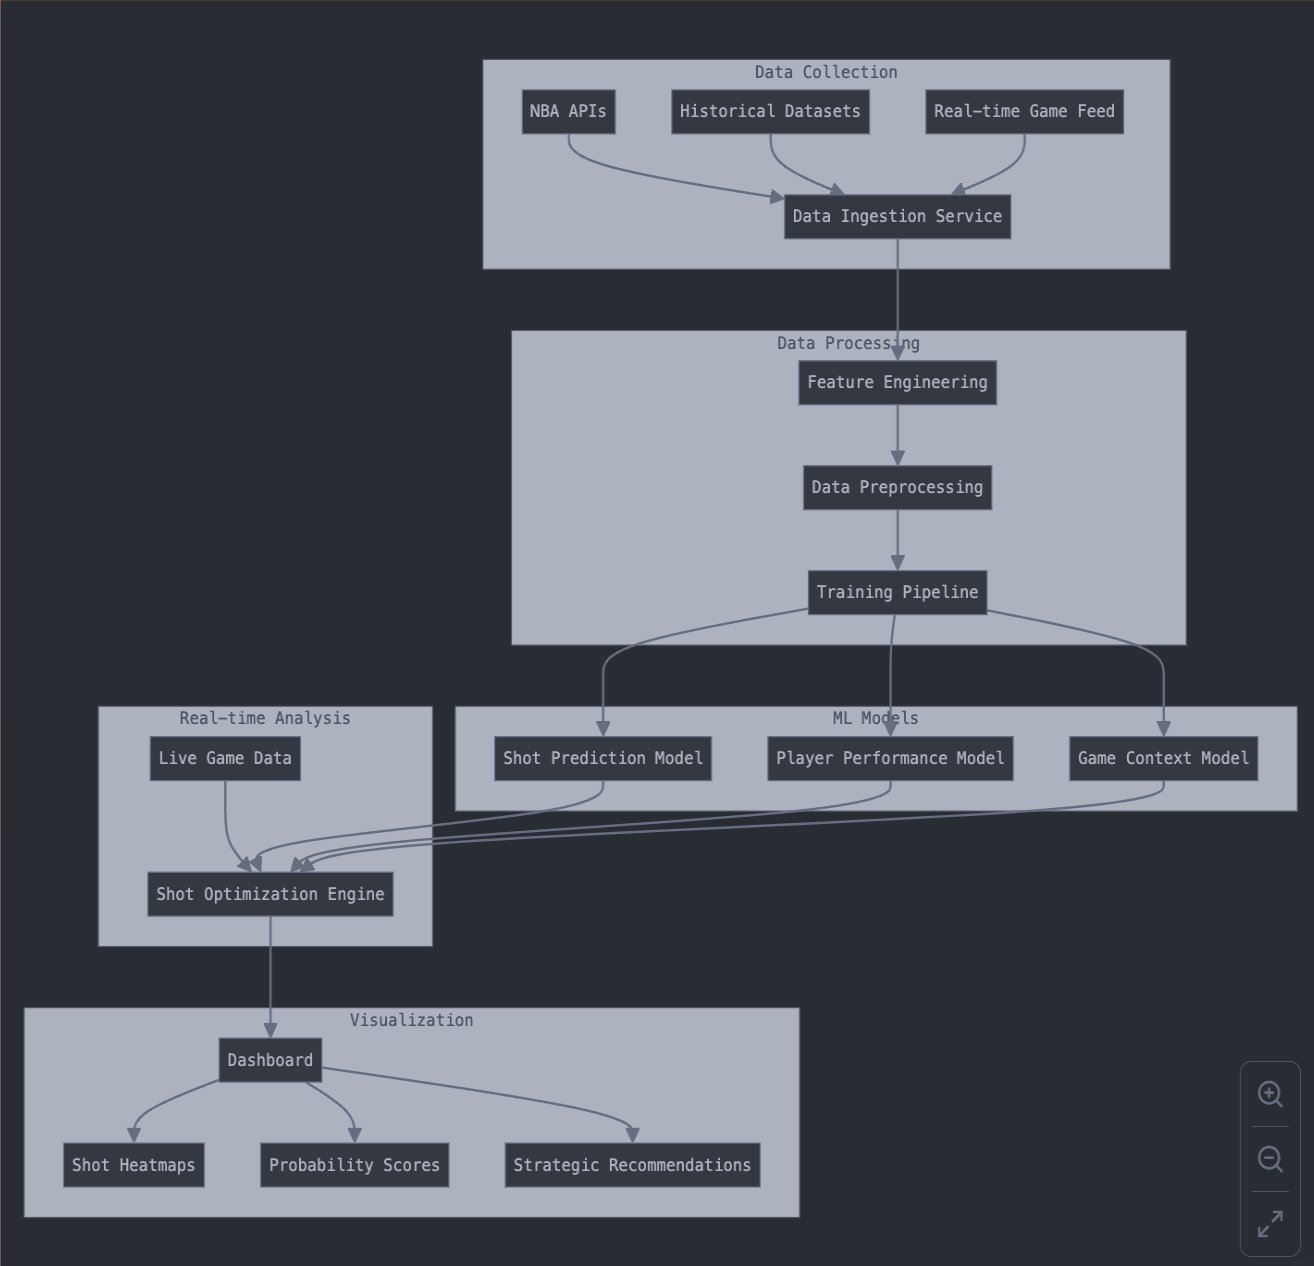 Data Collection
NBA APIs
Historical Datasets
Real-time Game Feed
Data Ingestion Service
Data Processing
Feature Engineering
Data Preprocessing
Training Pipeline
Real-time Analysis
ML Models
Live Game Data
Shot Prediction Model
Player Performance Model
Game Context Model
Shot Optimization Engine
Visualization
Dashboard
Shot Heatmaps
Probability Scores
Strategic Recommendations